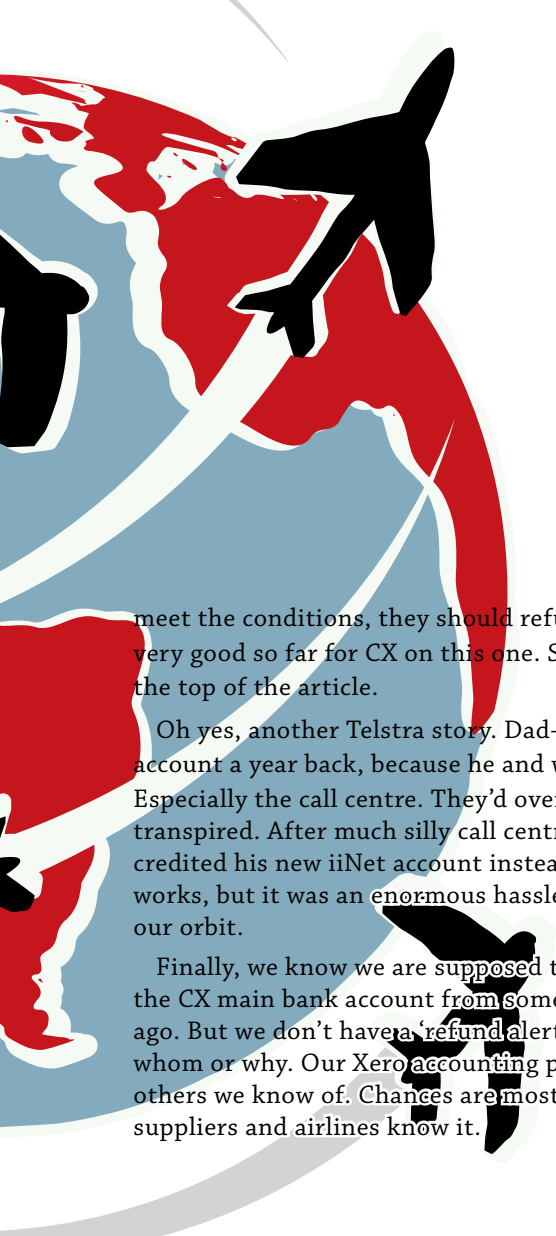 meet the conditions, they should refu
very good so far for CX on this one. S
the top of the article.
Oh yes, another Telstra story. Dad-
account a year back, because he and w
Especially the call centre. They’d over
transpired. After much silly call centr
credited his new iiNet account instea
works, but it was an enormous hassle
our orbit.
Finally, we know we are supposed t
the CX main bank account from some
ago. But we don’t have a ‘refund alert
whom or why. Our Xero accounting p
others we know of. Chances are most
suppliers and airlines know it.